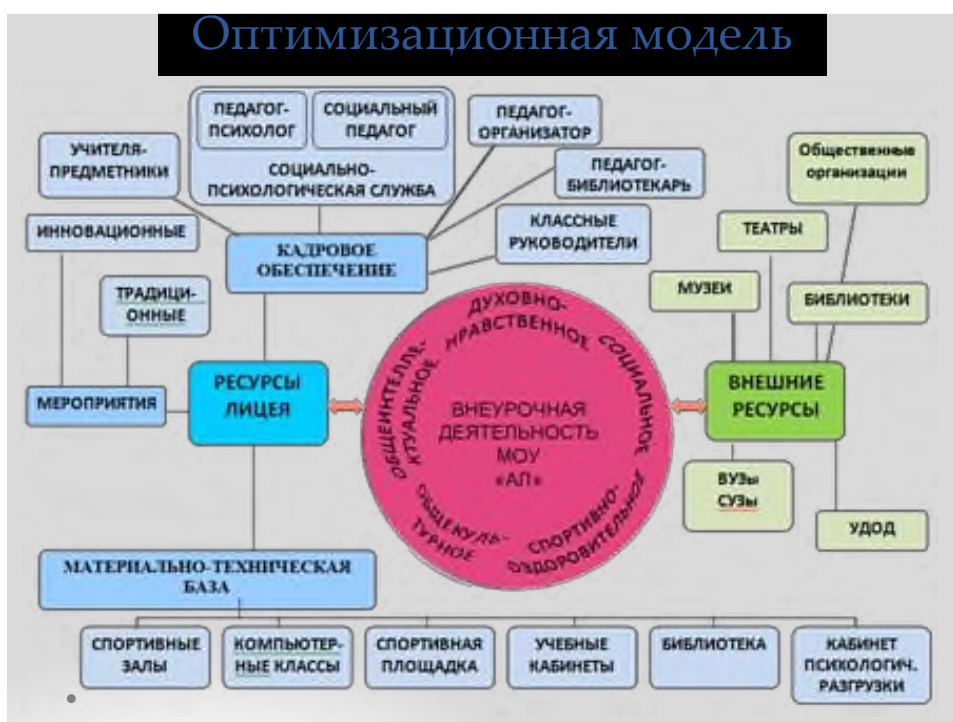 Оптимизационная модель
ПЕДАГОГ-
ПСИХОЛОГ
СОЦИАЛЬНЫЙ
ПЕДАГОГ
СОЦИАЛЬНО-
ПСИХОЛОГИЧЕСКАЯ СЛУЖБА
ПЕДАГОГ-
ОРГАНИЗАТОР
УЧИТЕЛЯ-
ПРЕДМЕТНИКИ
ПЕДАГОГ-
БИБЛИОТЕКАРЬ
Общественные
организации
ИННОВАЦИОННЫЕ
КАДРОВОЕ
ОБЕСПЕЧЕНИЕ
КЛАССНЫЕ
РУКОВОДИТЕЛИ
ТЕАТРЫ
ТРАДИЦИ-
ОННЫЕ
МУЗЕИ
БИБЛИОТЕКИ
МЕРОПРИЯТИЯ
РЕСУРСЫ
ЛИЦЕЯ
ДУХОВНО-
НРАВСТВЕННОЕ
СОЦИАЛЬНОЕ
ОБЩЕИНТЕЛЛЕ-
КТУАЛЬНОЕ
ВНЕУРОЧНАЯ
ДЕЯТЕЛЬНОСТЬ
МОУ
«АЛ»
ОБЩЕКУЛЬ-
ТУРНОЕ
СПОРТИВНО-
ОЗДОРОВИТЕЛЬНОЕ
ВНЕШНИЕ
РЕСУРСЫ
ВУЗы
СУЗы
УДОД
МАТЕРИАЛЬНО-ТЕХНИЧЕСКАЯ
БАЗА
СПОРТИВНЫЕ
ЗАЛЫ
КОМПЬЮТЕР-
НЫЕ КЛАССЫ
СПОРТИВНАЯ
ПЛОЩАДКА
УЧЕБНЫЕ
КАБИНЕТЫ
БИБЛИОТЕКА
КАБИНЕТ
ПСИХОЛОГИЧ.
РАЗГРУЗКИ